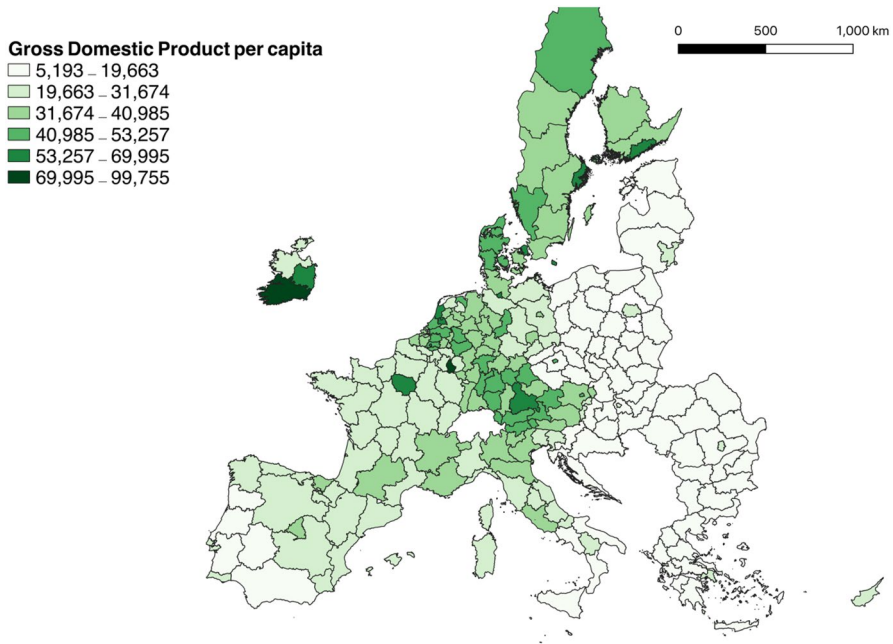 0 500 1,000 km
Gross Domestic Product per capita
5,193 – 19,663
19,663 – 31,674
31,674 – 40,985
40,985 – 53,257
53,257 – 69,995
69,995 – 99,755